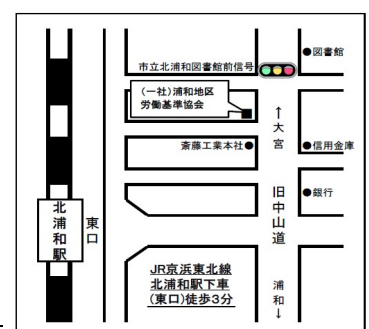 ●図書館
市立北浦和図書館前信号
(一社)浦和地区
労働基準協会
↑大宮
斎藤工業本社●
●信用金庫
●銀行
旧中山道
北浦和駅
東口
JR京浜東北線
北浦和駅下車
(東口)徒歩3分
浦和↓